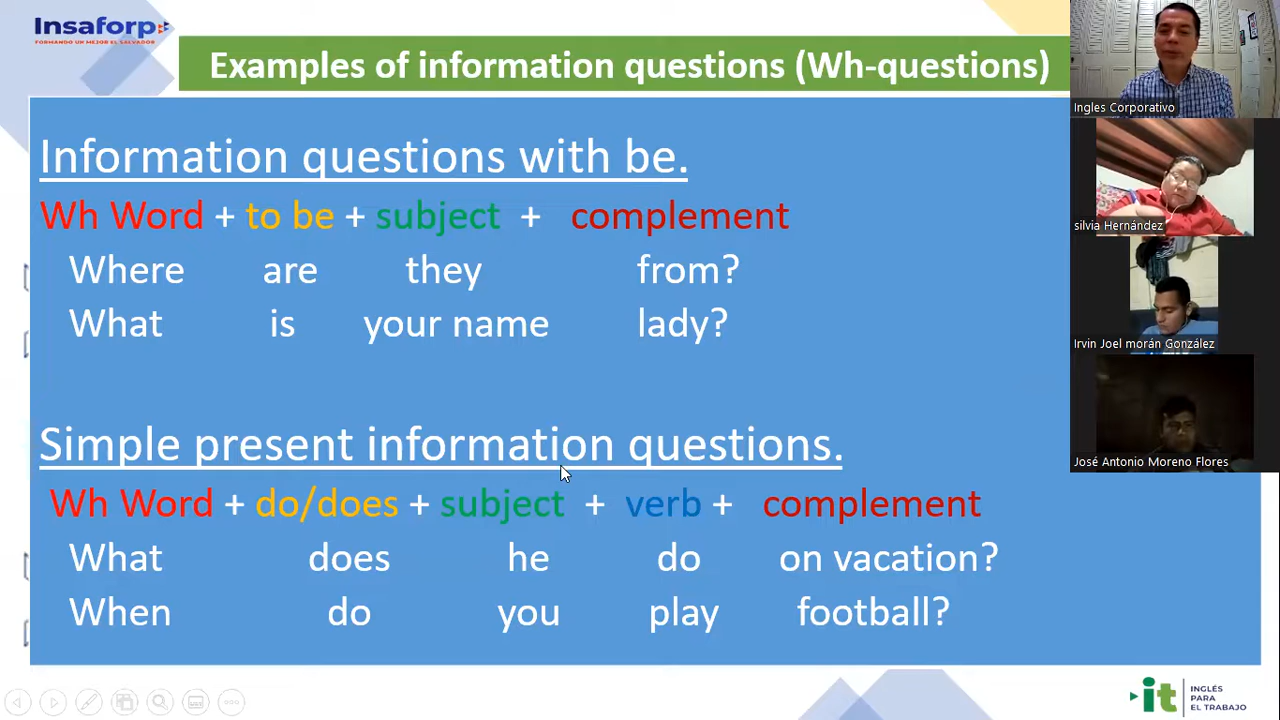 Insaforp
FORMANDO UN MEJOR EL SALVADOR
Examples of information questions (Wh-questions)
Information questions with be.
Wh Word + to be + subject + complement
Where are they from?
What is your name lady?
Simple present information questions.
Wh Word + do/does + subject + verb + complement
What does he do on vacation?
When do you play football?
Ingles Corporativo
silvia Hernández
Irvin Joel morán González
José Antonio Moreno Flores
it
INGLÉS
PARA
EL TRABAJO